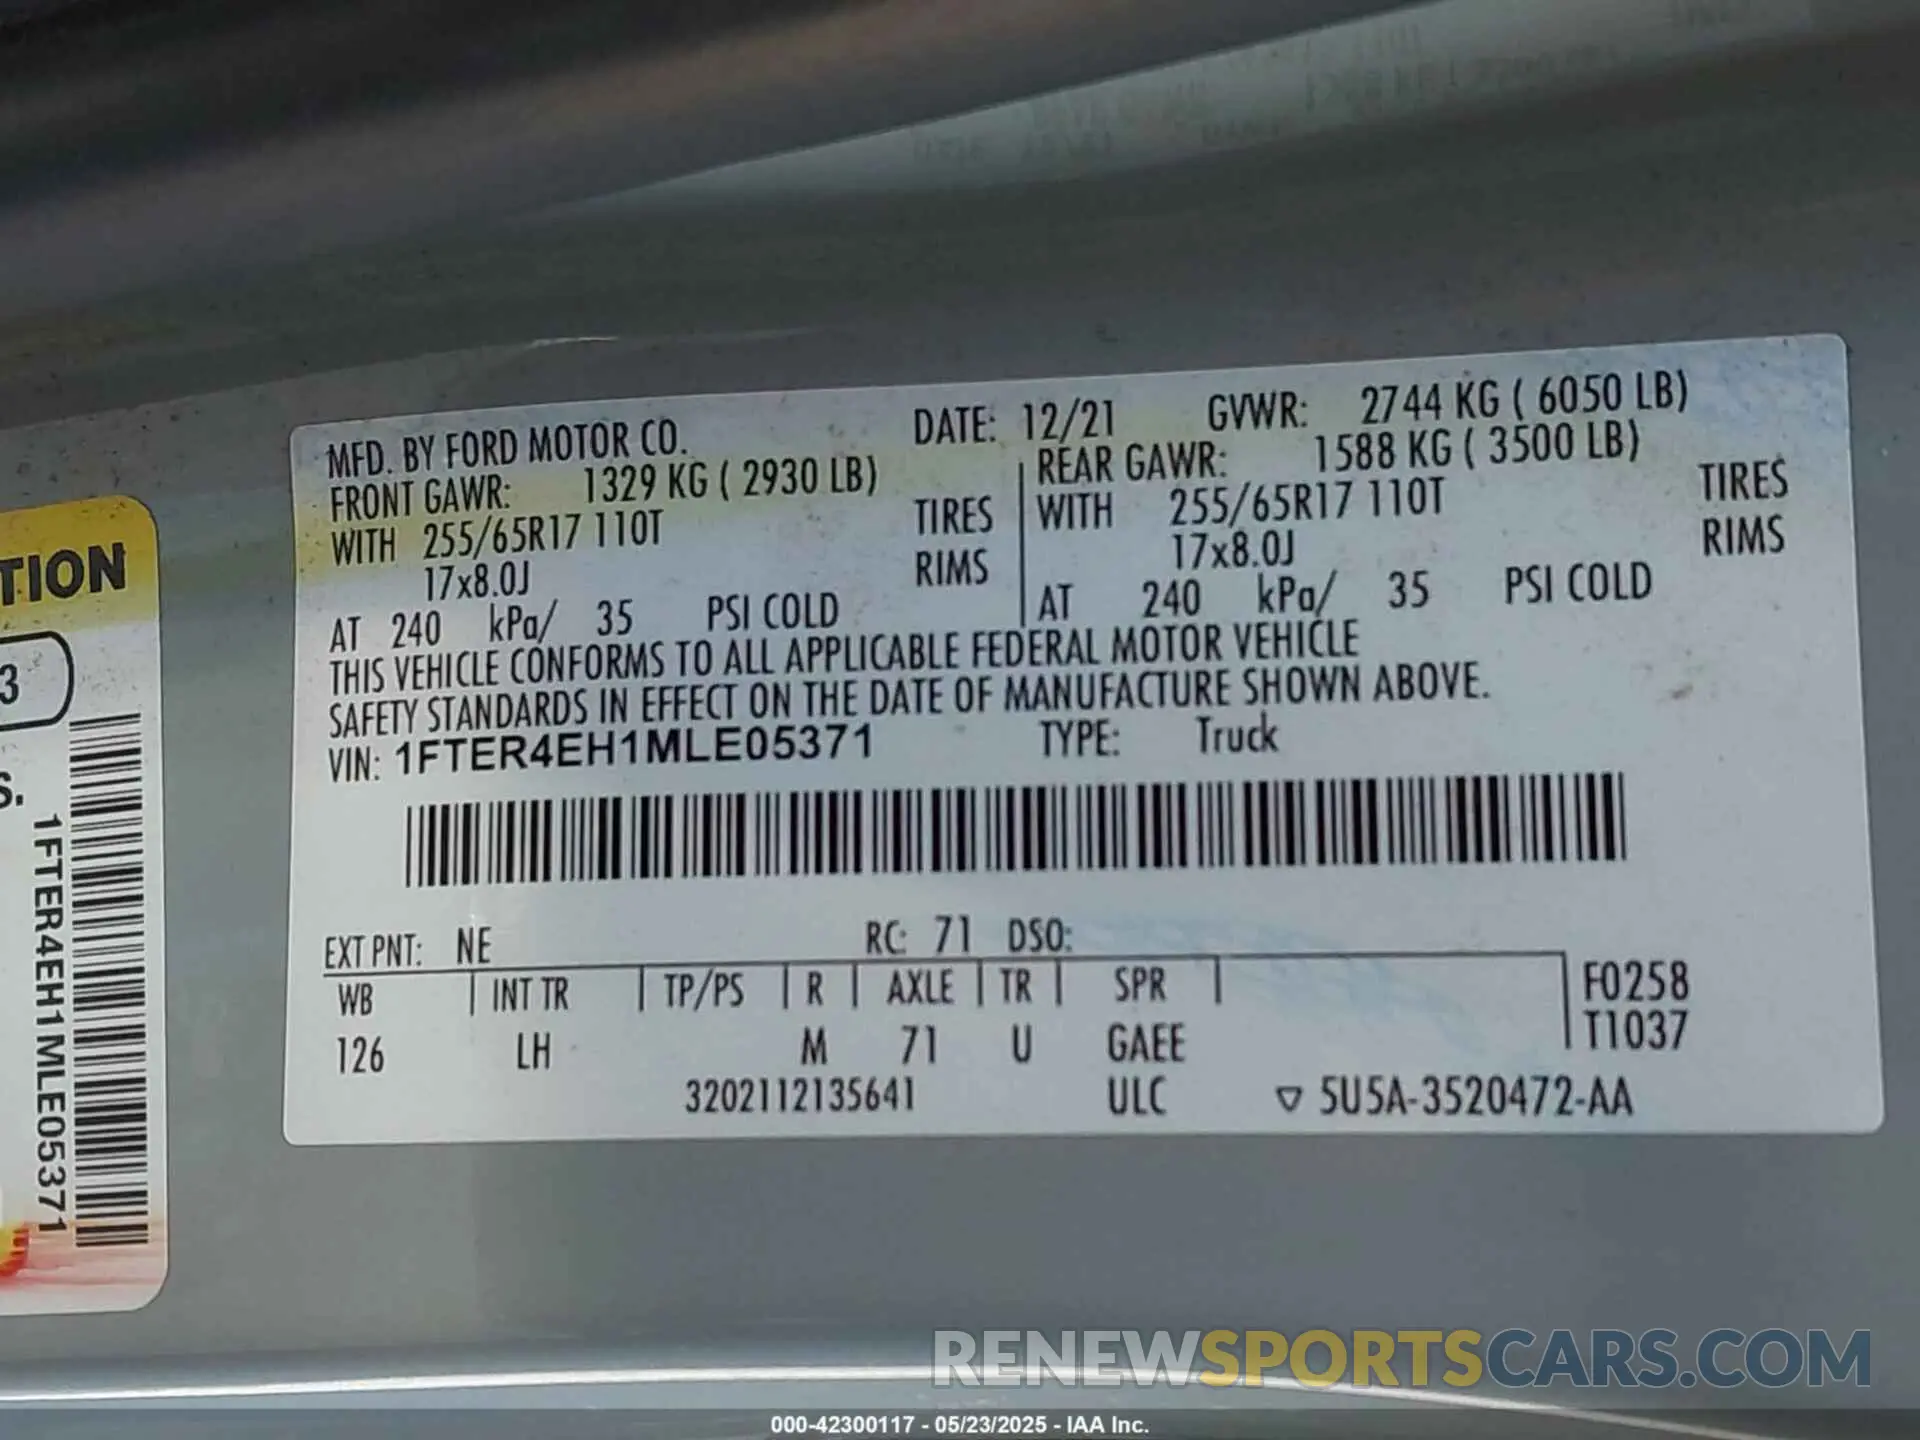 MFD. BY FORD MOTOR CO. DATE: 12/21 GVWR: 2744 KG ( 6050 LB)
FRONT GAWR: 1329 KG ( 2930 LB) REAR GAWR: 1588 KG ( 3500 LB)
WITH 255/65R17 110T TIRES WITH 255/65R17 110T TIRES
17x8.0J RIMS 17x8.0J RIMS
AT 240 kPa/ 35 PSI COLD AT 240 kPa/ 35 PSI COLD
THIS VEHICLE CONFORMS TO ALL APPLICABLE FEDERAL MOTOR VEHICLE
SAFETY STANDARDS IN EFFECT ON THE DATE OF MANUFACTURE SHOWN ABOVE.
VIN: 1FTER4EH1MLE05371 TYPE: Truck
EXT PNT: NE RC: 71 DSO:
WB INT TR TP/PS R AXLE TR SPR F0258
126 LH M 71 U GAEE T1037
3202112135641 ULC ▽ 5U5A-3520472-AA
TION
3
S.
1FTER4EH1MLE05371
RENEWSPORTSCARS.COM
000-42300117 - 05/23/2025 - IAA Inc.